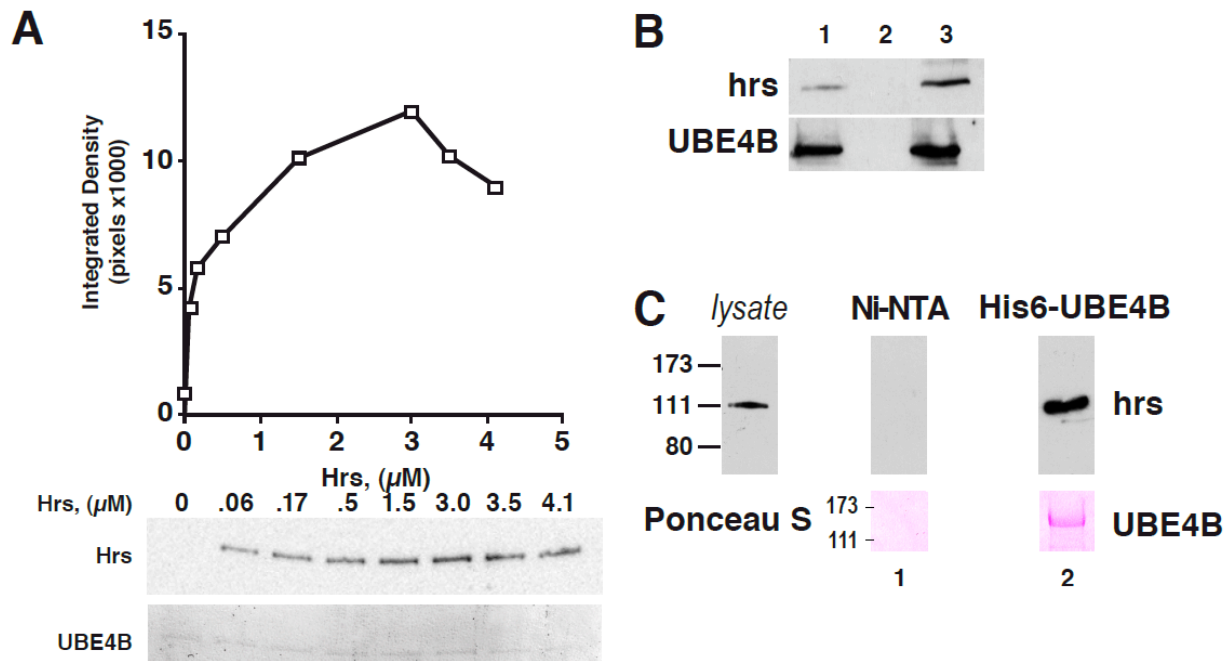 A
15
10
5
0
Integrated Density
(pixels x1000)
0 1 2 3 4 5
Hrs, (µM)
Hrs, (µM) 0 .06 .17 .5 1.5 3.0 3.5 4.1
Hrs
UBE4B
B
1 2 3
hrs
UBE4B
C
lysate Ni-NTA His6-UBE4B
173
111
80
hrs
Ponceau S
173
111
UBE4B
1 2